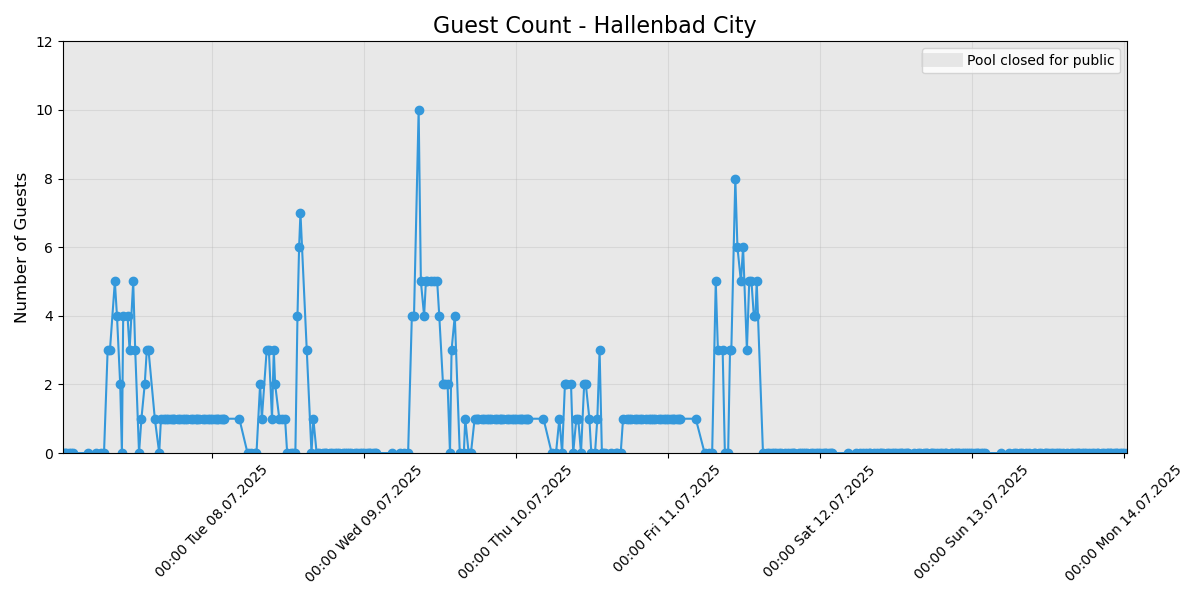 Guest Count - Hallenbad City
Pool closed for public
Number of Guests
12
10
8
6
4
2
0
00:00 Tue 08.07.2025
00:00 Wed 09.07.2025
00:00 Thu 10.07.2025
00:00 Fri 11.07.2025
00:00 Sat 12.07.2025
00:00 Sun 13.07.2025
00:00 Mon 14.07.2025